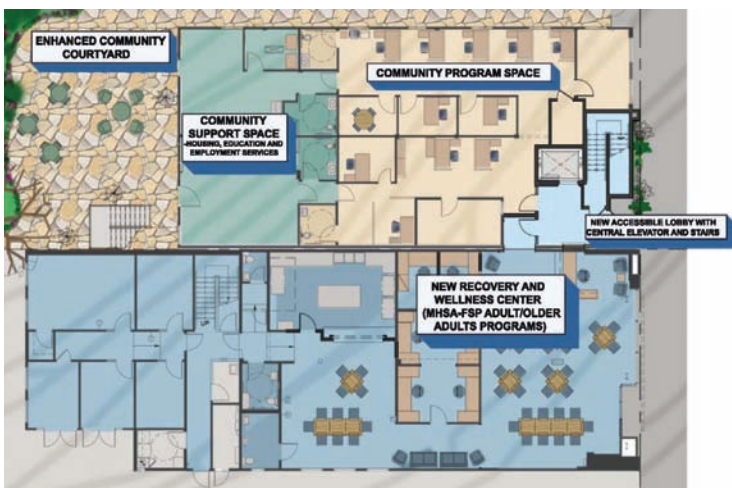 ENHANCED COMMUNITY
COURTYARD
COMMUNITY PROGRAM SPACE
COMMUNITY
SUPPORT SPACE
-HOUSING, EDUCATION AND
EMPLOYMENT SERVICES
NEW ACCESSIBLE LOBBY WITH
CENTRAL ELEVATOR AND STAIRS
NEW RECOVERY AND
WELLNESS CENTER
(MHSA-FSP ADULT/OLDER
ADULTS PROGRAMS)